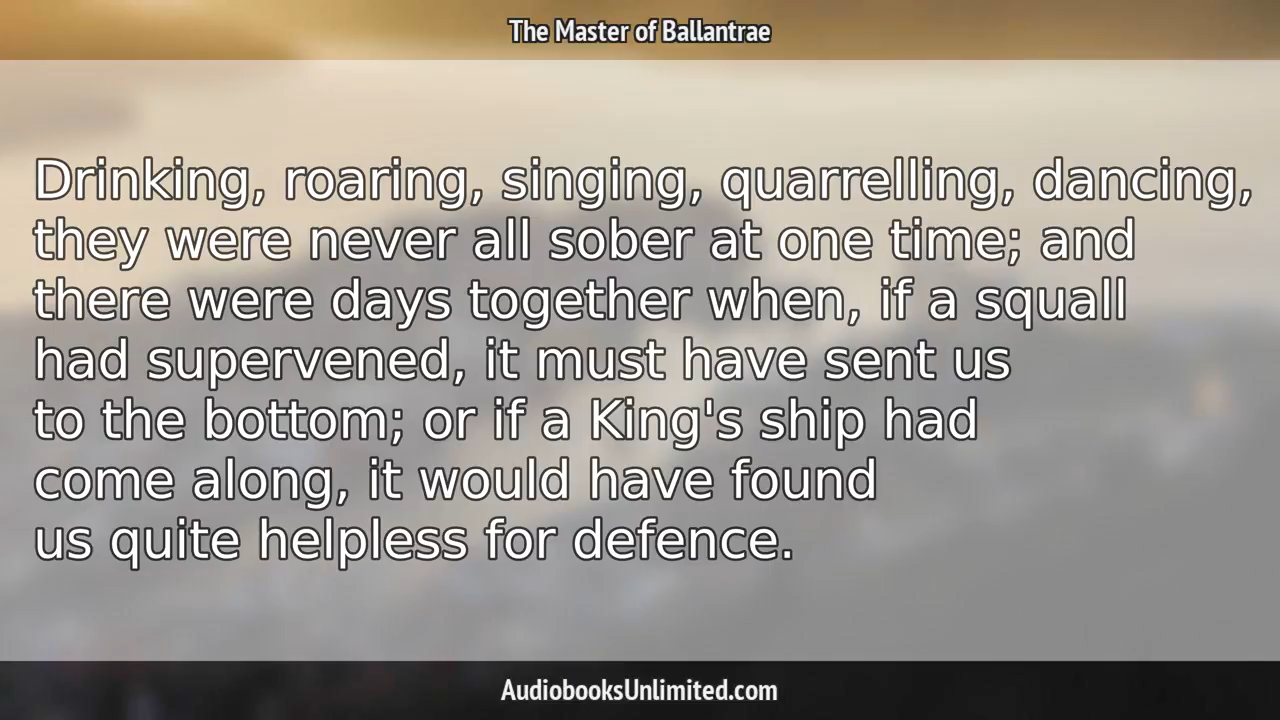 The Master of Ballantrae
Drinking, roaring, singing, quarrelling, dancing,
they were never all sober at one time; and
there were days together when, if a squall
had supervened, it must have sent us
to the bottom; or if a King's ship had
come along, it would have found
us quite helpless for defence.
AudiobooksUnlimited.com